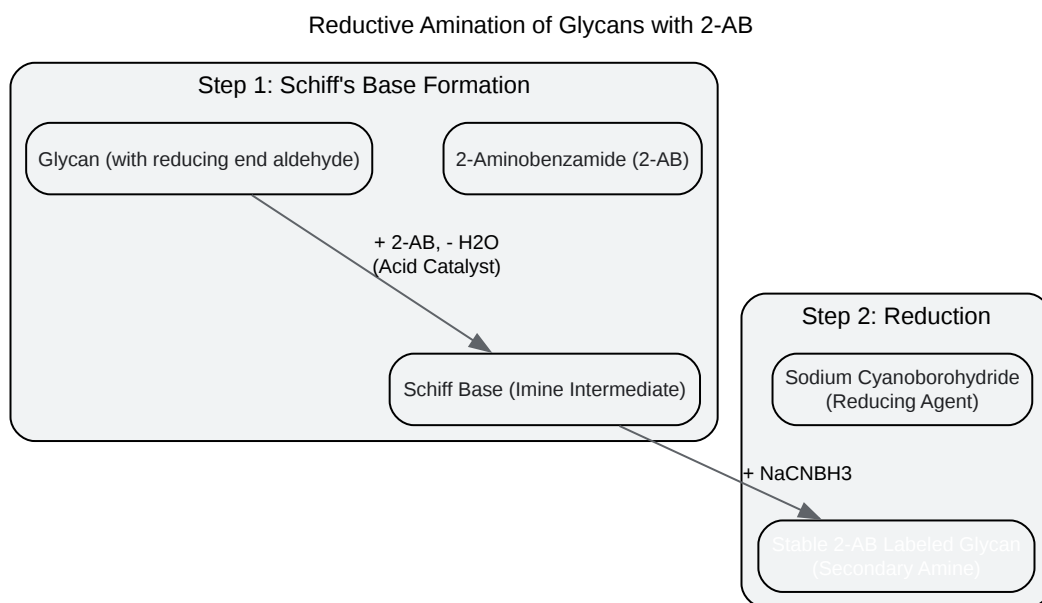 Reductive Amination of Glycans with 2-AB
Step 1: Schiff's Base Formation
Glycan (with reducing end aldehyde)
2-Aminobenzamide (2-AB)
+ 2-AB, - H2O
(Acid Catalyst)
Schiff Base (Imine Intermediate)
Step 2: Reduction
Sodium Cyanoborohydride
(Reducing Agent)
+ NaCNBH3
Stable 2-AB Labeled Glycan
(Secondary Amine)